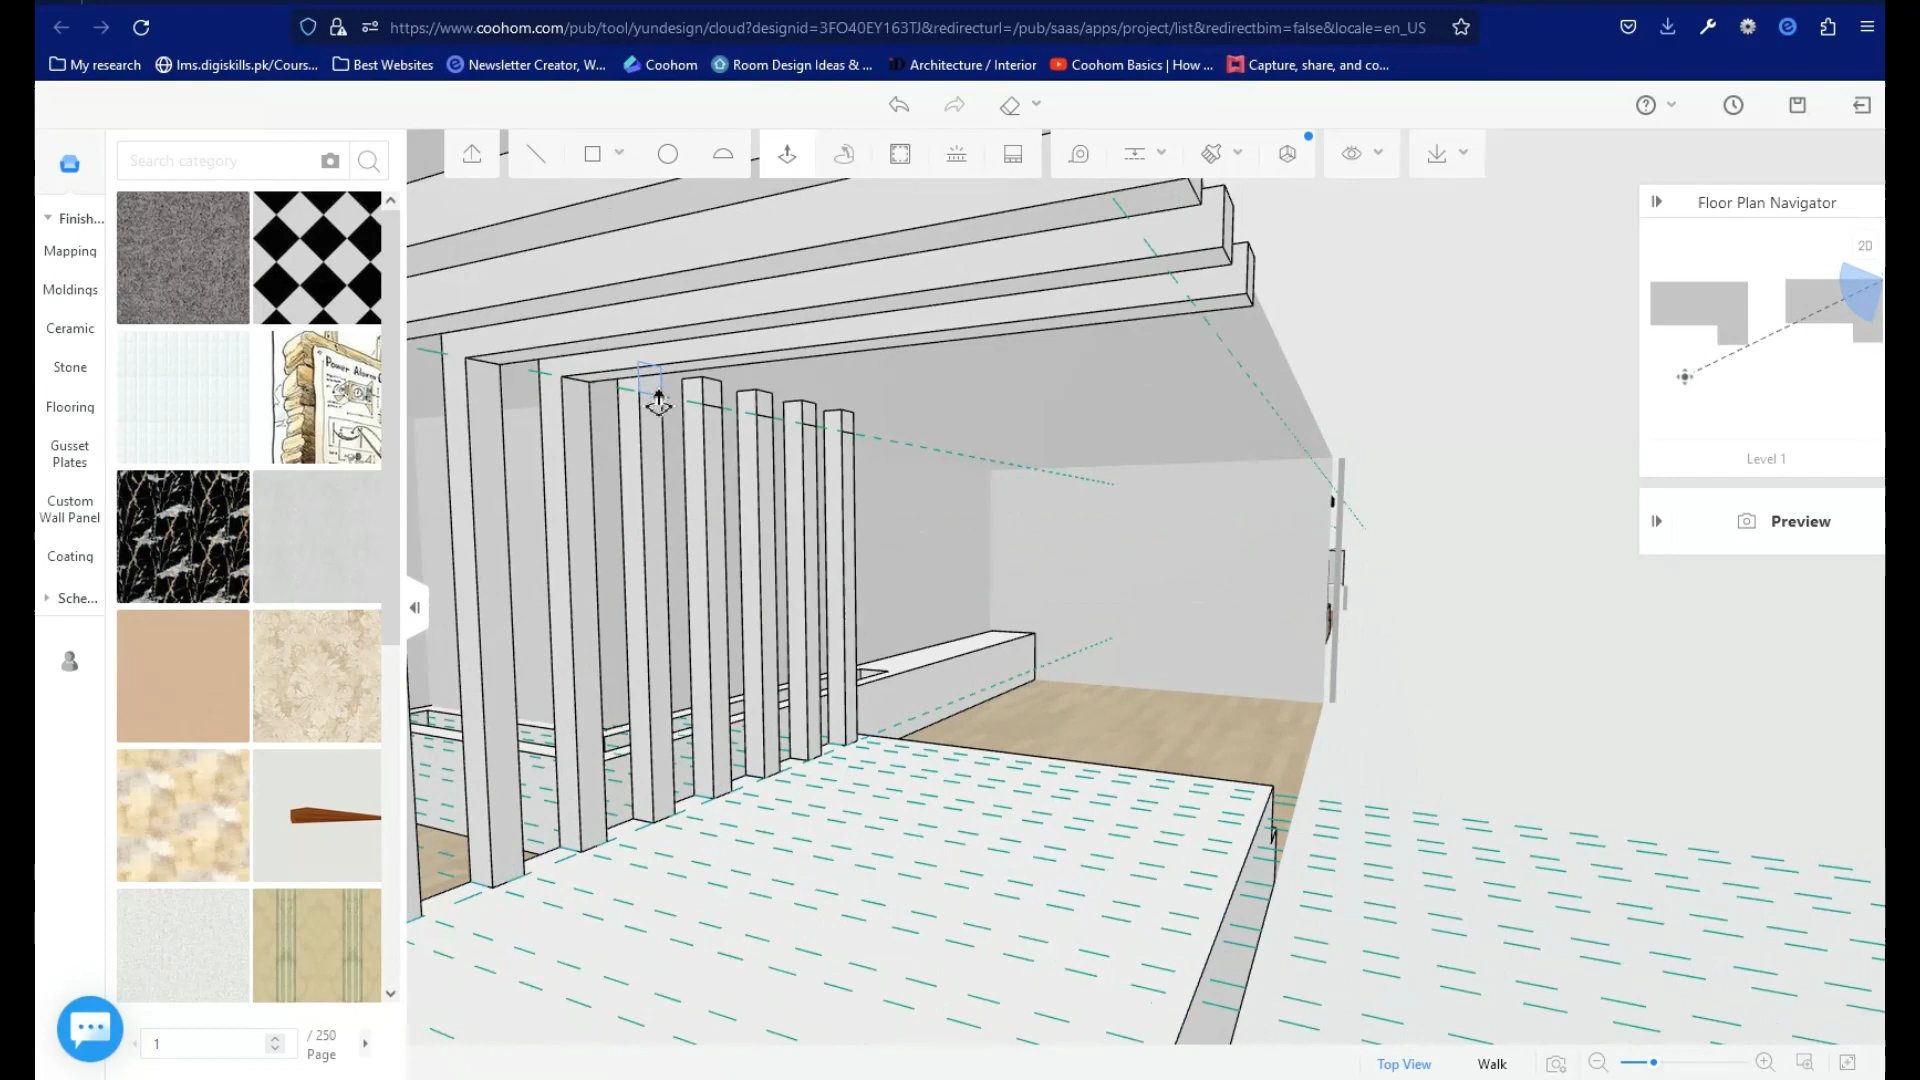 https://www.coohom.com/pub/tool/yundesign/cloud?designid=3FO40EY163TJ&redirecturl=/pub/saas/apps/project/list&redirectbim=false&locale=en_US
My research
lms.digiskills.pk/Cours...
Best Websites
Newsletter Creator, W...
Coohom
Room Design Ideas & ...
Architecture / Interior
Coohom Basics | How ...
Capture, share, and co...
Search category
Finish...
Mapping
Moldings
Ceramic
Stone
Flooring
Gusset
Plates
Custom
Wall Panel
Coating
Sche...
Power Alarm
Floor Plan Navigator
2D
Level 1
Preview
1
/ 250
Page
Top View
Walk